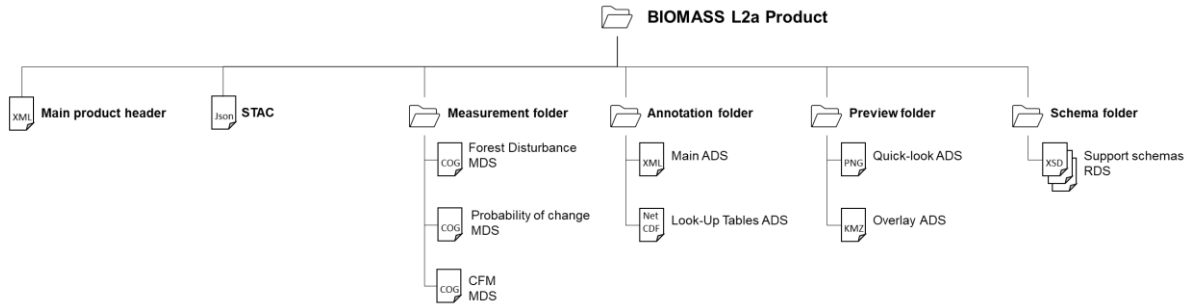 BIOMASS L2a Product
XML
Main product header
Json
STAC
Measurement folder
COG
Forest Disturbance
MDS
COG
Probability of change
MDS
COG
CFM
MDS
Annotation folder
XML
Main ADS
Net
CDF
Look-Up Tables ADS
Preview folder
PNG
Quick-look ADS
KMZ
Overlay ADS
Schema folder
XSD
Support schemas
RDS